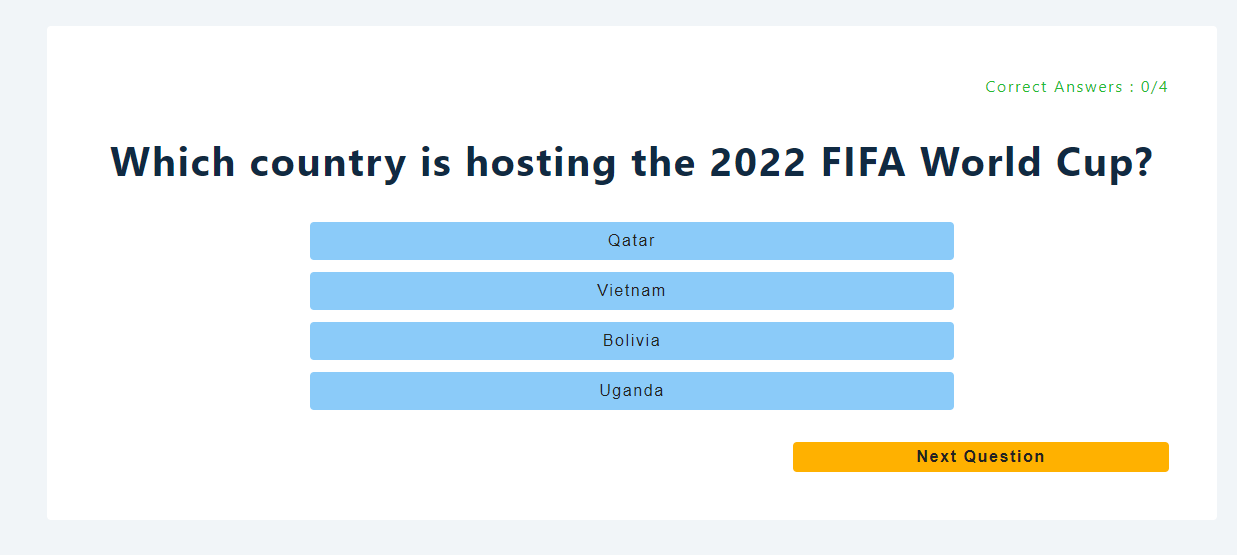 Correct Answers : 0/4
Which country is hosting the 2022 FIFA World Cup?
Qatar
Vietnam
Bolivia
Uganda
Next Question